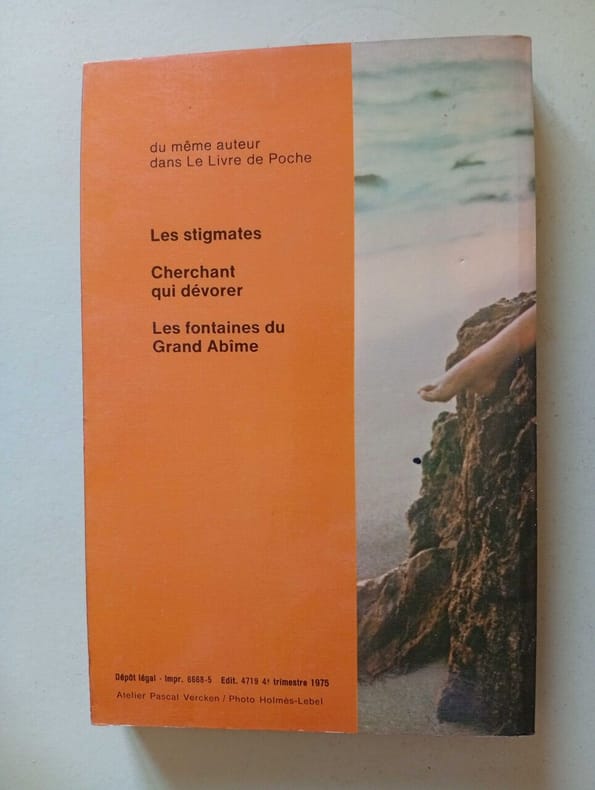 du même auteur
dans Le Livre de Poche
Les stigmates
Cherchant
qui dévorer
Les fontaines du
Grand Abîme
Dépôt légal - Impr. 6668-5 Edit. 4719 4e trimestre 1975
Atelier Pascal Vercken / Photo Holmès-Lebel